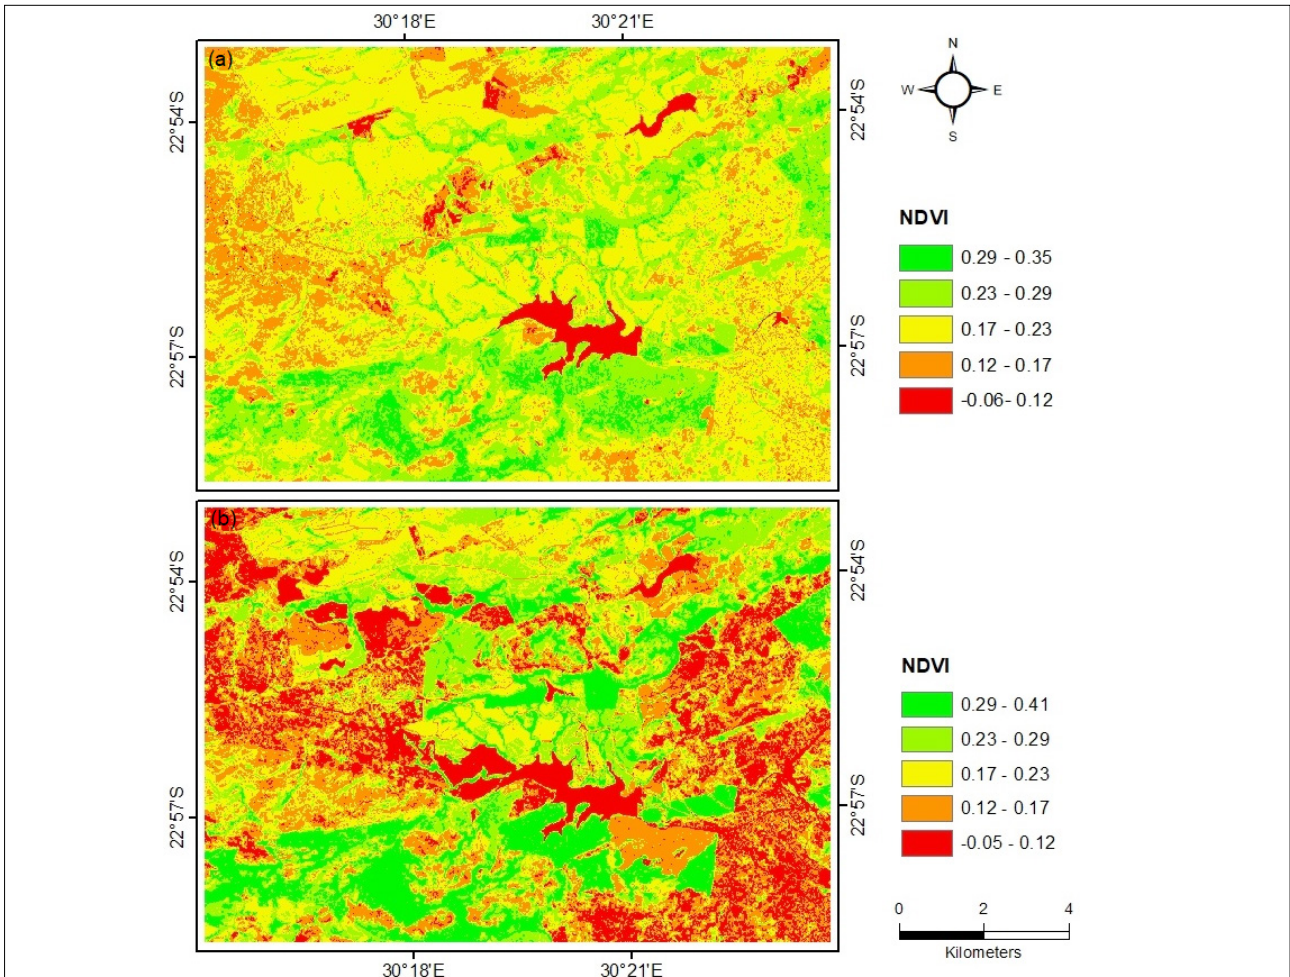 30°18'E 30°21'E
(a)
22°54'S
22°54'S
22°57'S
22°57'S
N
W E
S
NDVI
0.29 - 0.35
0.23 - 0.29
0.17 - 0.23
0.12 - 0.17
-0.06- 0.12
(b)
22°54'S
22°54'S
22°57'S
22°57'S
NDVI
0.29 - 0.41
0.23 - 0.29
0.17 - 0.23
0.12 - 0.17
-0.05 - 0.12
0 2 4
Kilometers
30°18'E 30°21'E